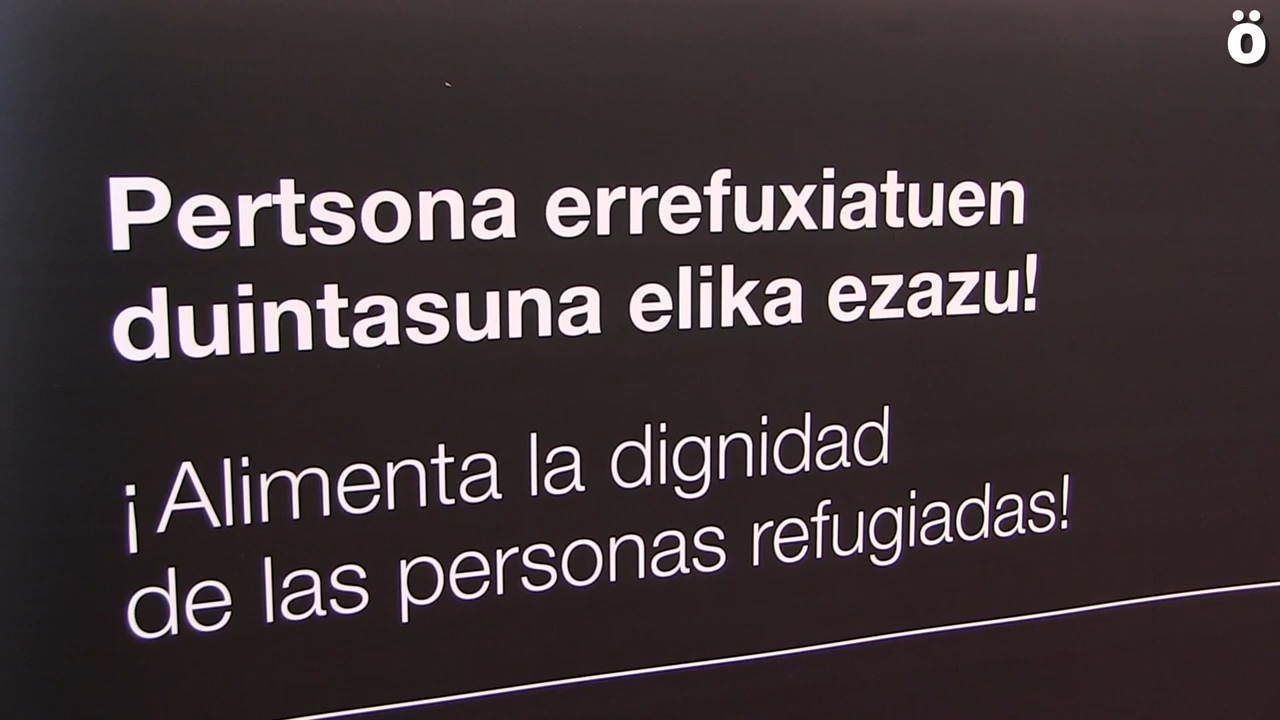 ö
Pertsona errefuxiatuen
duintasuna elika ezazu!
¡Alimenta la dignidad
de las personas refugiadas!